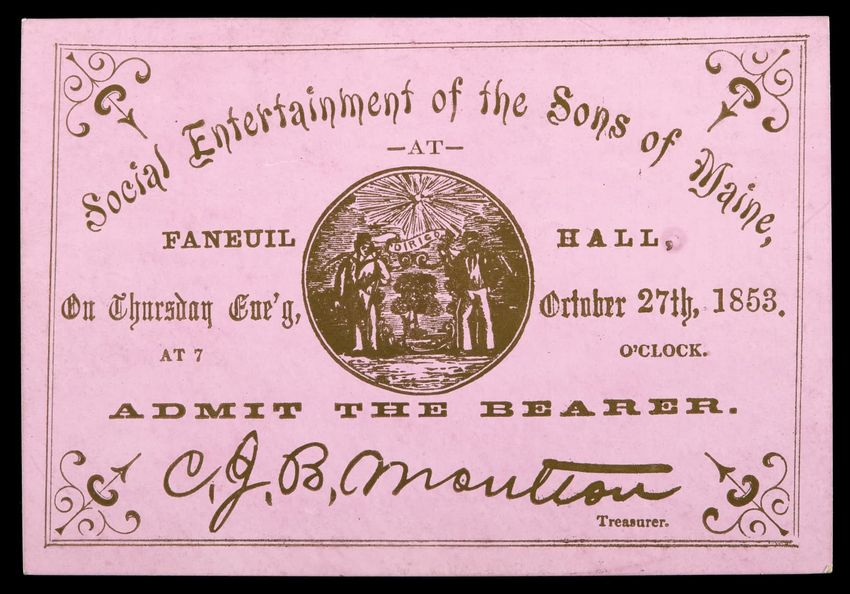 Social Entertainment of the Sons of Maine,
—AT—
FANEUIL HALL,
DIRIGO
On Thursday Eve'g, October 27th, 1853.
AT 7 O'CLOCK.
ADMIT THE BEARER.
C. J. B. Moulton
Treasurer.